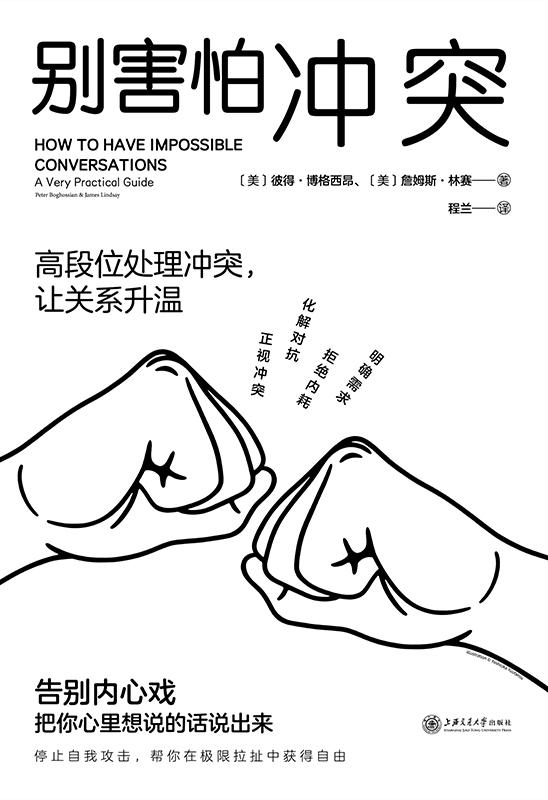 别害怕冲突
HOW TO HAVE IMPOSSIBLE
CONVERSATIONS
A Very Practical Guide
Peter Boghossian & James Lindsay
〔美〕彼得·博格西昂、〔美〕詹姆斯·林赛——著
程兰——译
高段位处理冲突，
让关系升温
正视冲突
化解对抗
拒绝内耗
明确需求
告别内心戏
把你心里想说的话说出来
停止自我攻击，帮你在极限拉扯中获得自由
上海交通大学出版社
SHANGHAI JIAO TONG UNIVERSITY PRESS